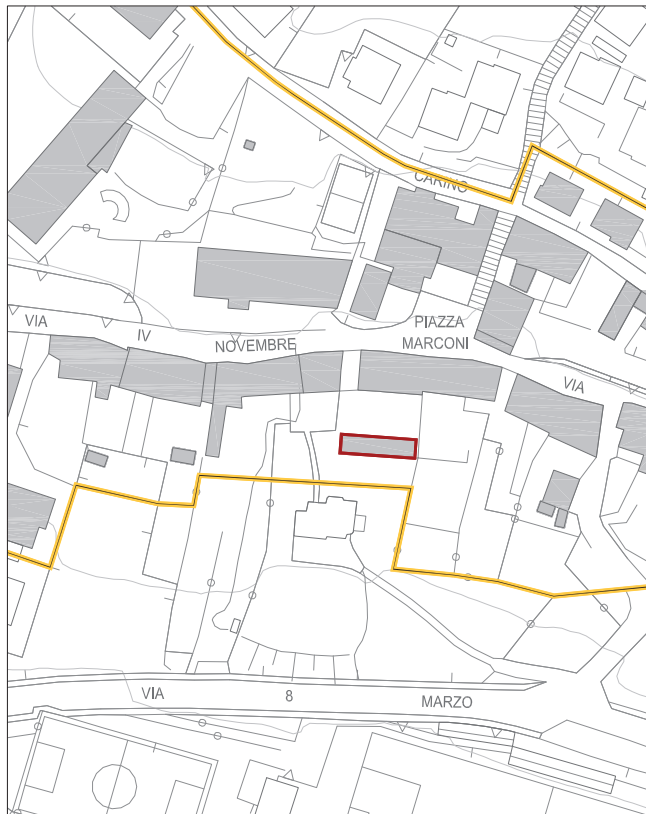 CARINO
VIA IV NOVEMBRE
PIAZZA
MARCONI
VIA
VIA 8 MARZO